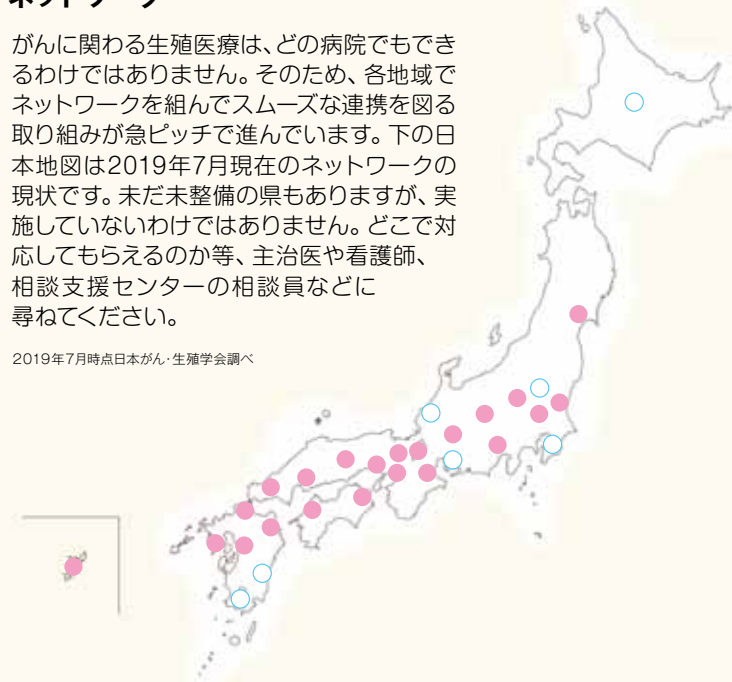 ネットワーク
がんに関わる生殖医療は、どの病院でもでき
るわけではありません。そのため、各地域で
ネットワークを組んでスムーズな連携を図る
取り組みが急ピッチで進んでいます。下の日
本地図は2019年7月現在のネットワークの
現状です。未だ未整備の県もありますが、実
施していないわけではありません。どこで対
応してもらえるのか等、主治医や看護師、
相談支援センターの相談員などに
尋ねてください。
2019年7月時点日本がん・生殖学会調べ